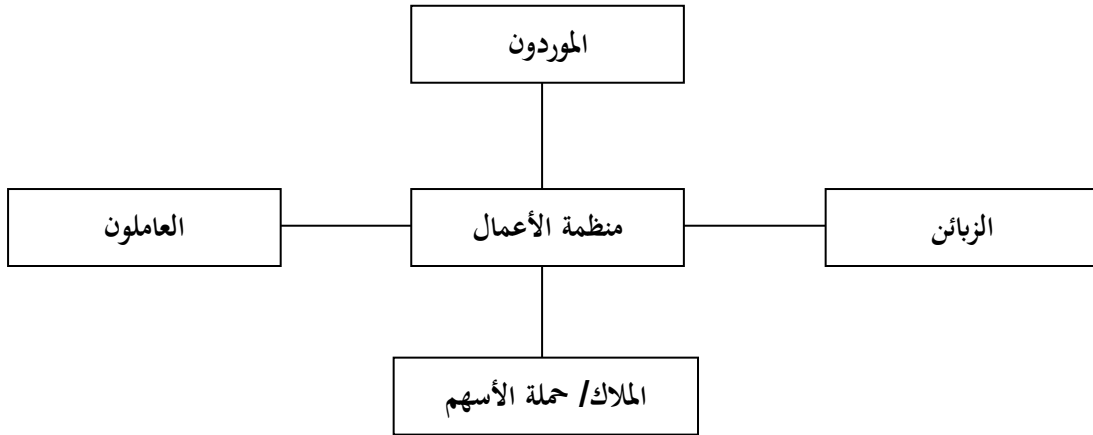 الموردون
الزبائن
منظمة الأعمال
العاملون
الملاك/ حملة الأسهم